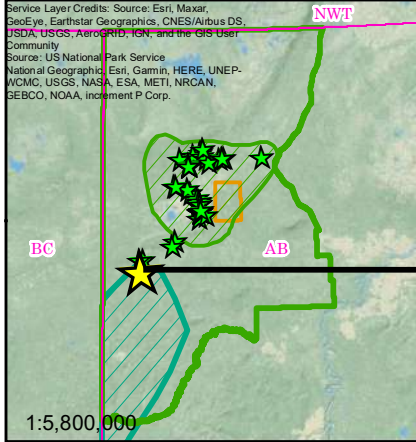 Service Layer Credits: Source: Esri, Maxar,
GeoEye, Earthstar Geographics, CNES/Airbus DS,
USDA, USGS, AeroGRID, IGN, and the GIS User
Community
Source: US National Park Service
National Geographic, Esri, Garmin, HERE, UNEP-
WCMC, USGS, NASA, ESA, METI, NRCAN,
GEBCO, NOAA, increment P Corp.
NWT
BC
AB
1:5,800,000